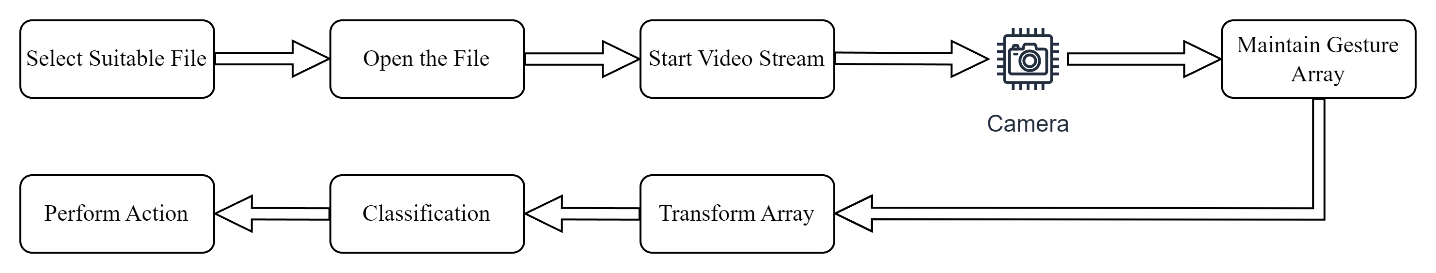 Select Suitable File
Open the File
Start Video Stream
Camera
Maintain Gesture
Array
Transform Array
Classification
Perform Action